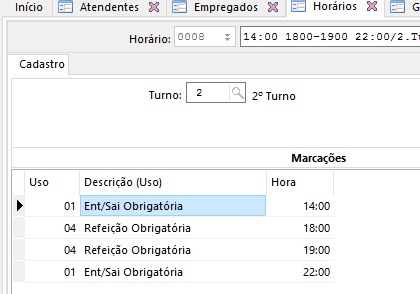 Início Atendentes Empregados Horários G
Horário: 0008 14:00 1800-1900 22:00/2.T
Cadastro
Turno: 2 2º Turno
Marcações
Uso Descrição (Uso) Hora
01 Ent/Sai Obrigatória 14:00
04 Refeição Obrigatória 18:00
04 Refeição Obrigatória 19:00
01 Ent/Sai Obrigatória 22:00